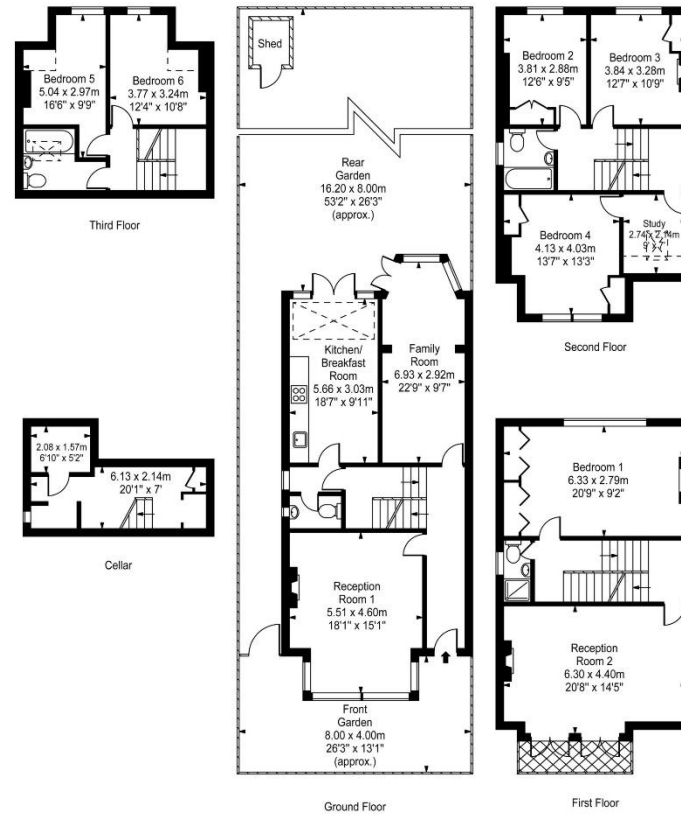 Bedroom 5
5.04 x 2.97m
16'6" x 9'9"
Bedroom 6
3.77 x 3.24m
12'4" x 10'8"
Third Floor
2.08 x 1.57m
6'10" x 5'2"
6.13 x 2.14m
20'1" x 7'
Cellar
Shed
Rear
Garden
16.20 x 8.00m
53'2" x 26'3"
(approx.)
Kitchen/
Breakfast
Room
5.66 x 3.03m
18'7" x 9'11"
Family
Room
6.93 x 2.92m
22'9" x 9'7"
Reception
Room 1
5.51 x 4.60m
18'1" x 15'1"
Front
Garden
8.00 x 4.00m
26'3" x 13'1"
(approx.)
Ground Floor
Bedroom 2
3.81 x 2.88m
12'6" x 9'5"
Bedroom 3
3.84 x 3.28m
12'7" x 10'9"
Bedroom 4
4.13 x 4.03m
13'7" x 13'3"
Study
2.74 x 2.14m
9'
Second Floor
Bedroom 1
6.33 x 2.79m
20'9" x 9'2"
Reception
Room 2
6.30 x 4.40m
20'8" x 14'5"
First Floor